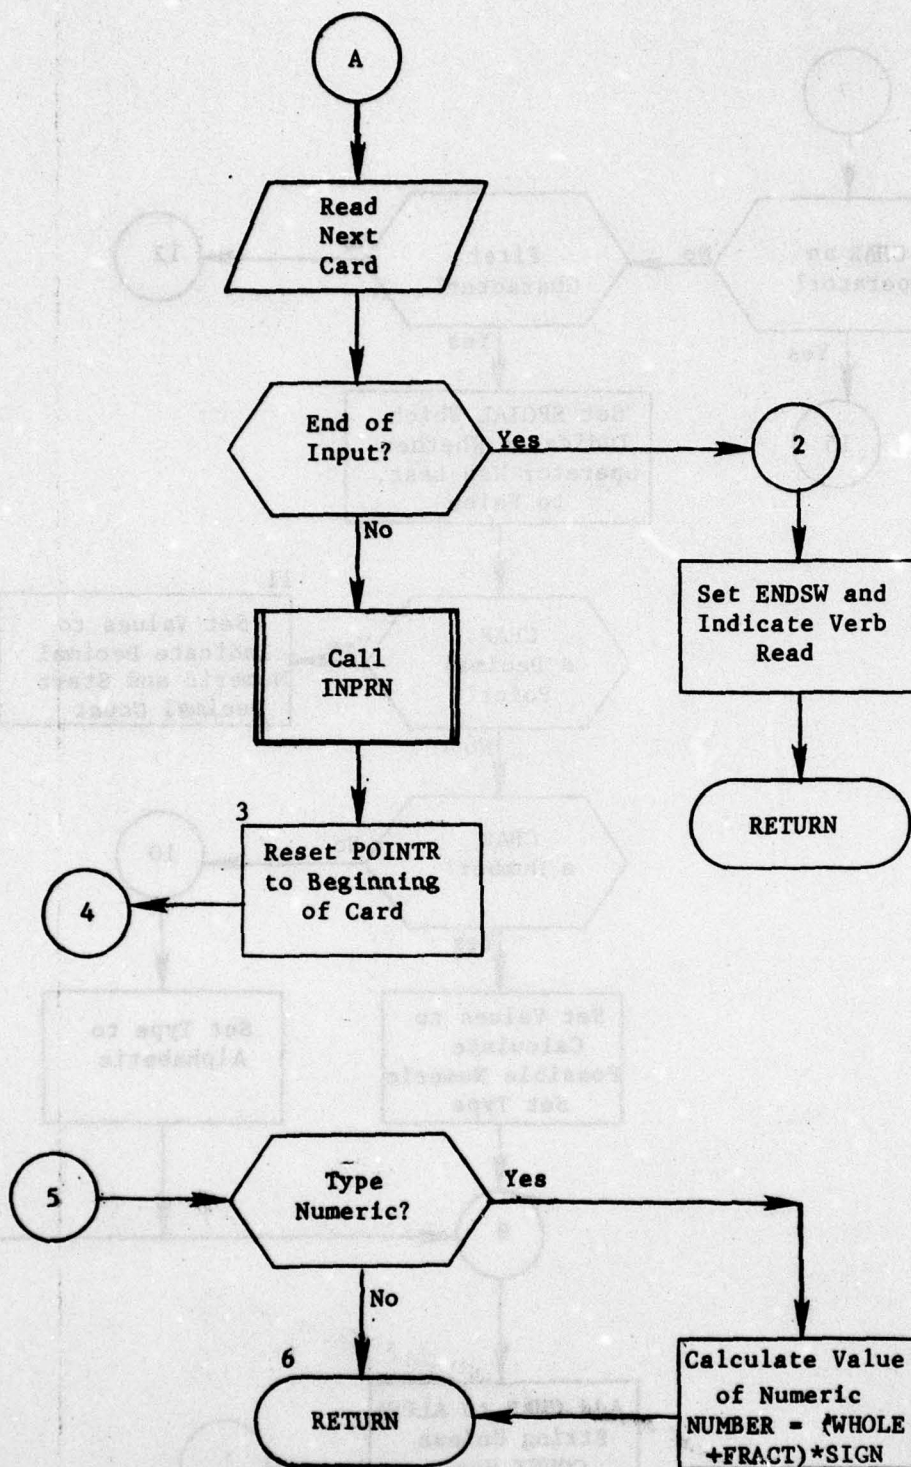 A
Read
Next
Card
End of
Input?
Yes
2
No
Set ENDSW and
Indicate Verb
Read
Call
INPRN
RETURN
3
Reset POINTR
to Beginning
of Card
4
5
Type
Numeric?
Yes
No
6
RETURN
Calculate Value
of Numeric
NUMBER = (WHOLE
+FRACT)*SIGN